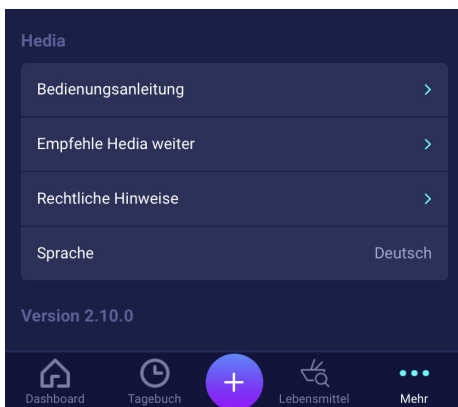 Hedia
Bedienungsanleitung
Empfehle Hedia weiter
Rechtliche Hinweise
Sprache Deutsch
Version 2.10.0
Dashboard Tagebuch Lebensmittel Mehr